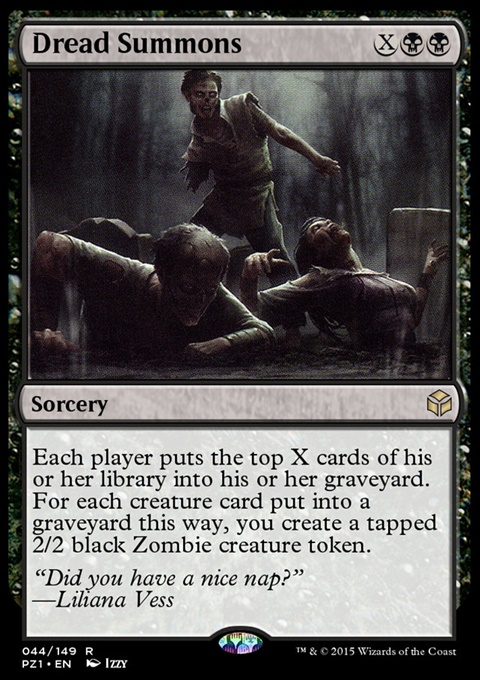 Dread Summons X
Sorcery
Each player puts the top X cards of his
or her library into his or her graveyard.
For each creature card put into a
graveyard this way, you create a tapped
2/2 black Zombie creature token.
“Did you have a nice nap?”
—Liliana Vess
044/149 R
PZ1 • EN Izzy
™ & © 2015 Wizards of the Coast